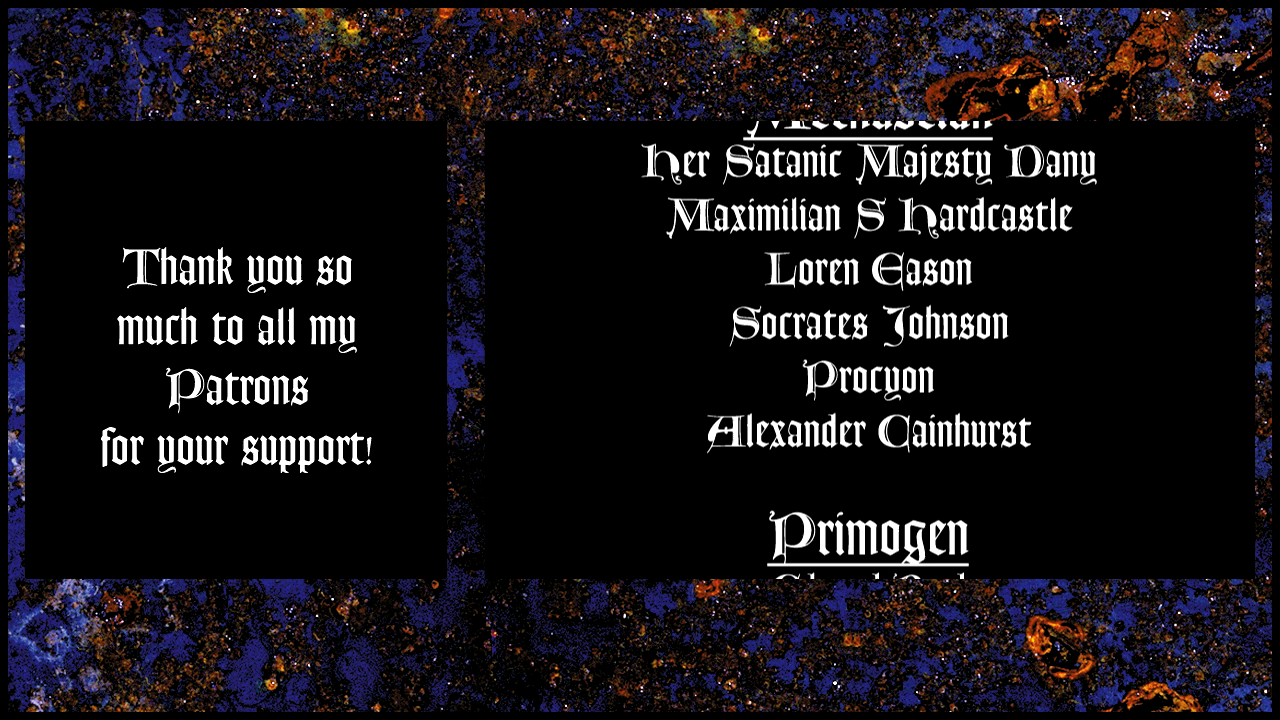 Thank you so
much to all my
Patrons
for your support!
Her Satanic Majesty Dany
Maximilian S Hardcastle
Loren Eason
Socrates Johnson
Procyon
Alexander Cainhurst
Primogen